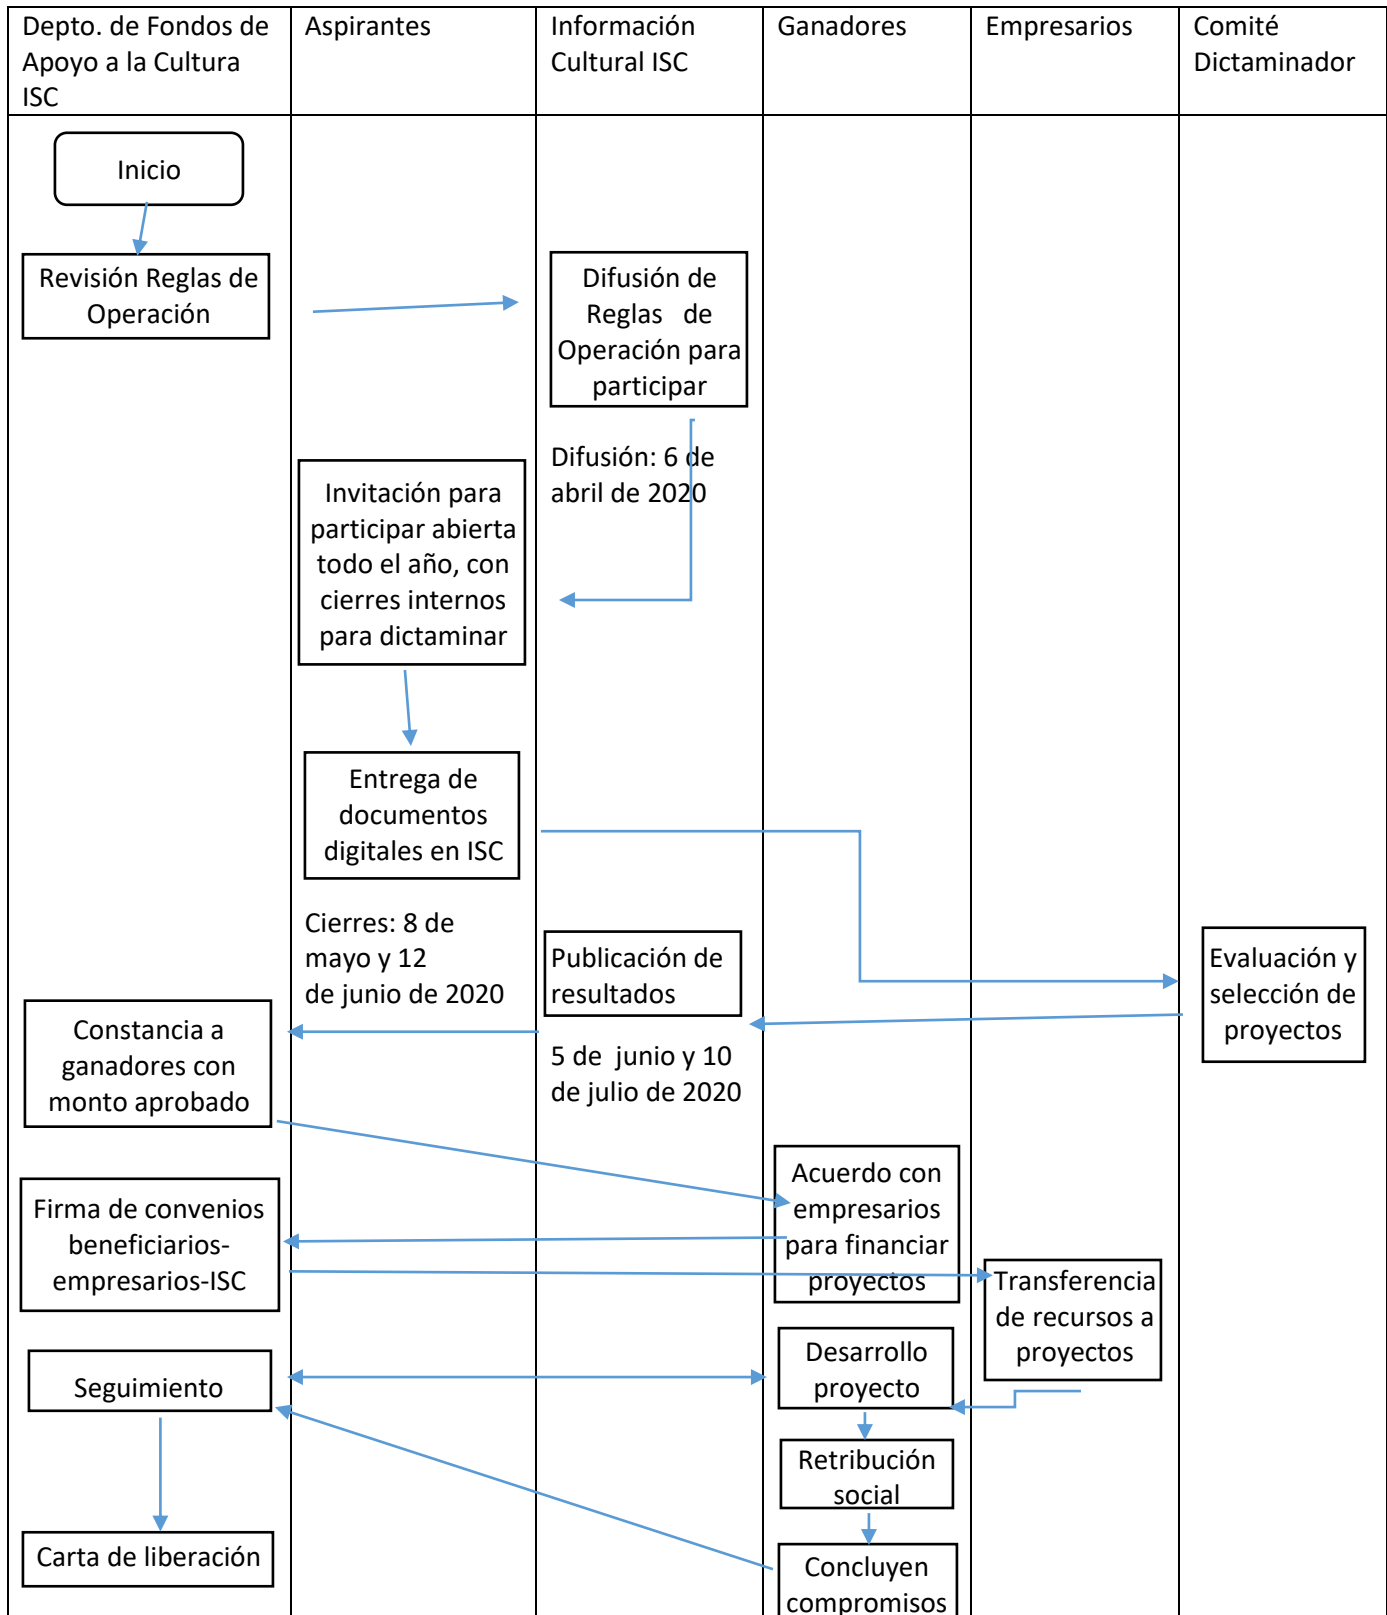 Depto. de Fondos de
Apoyo a la Cultura
ISC
Aspirantes
Información
Cultural ISC
Ganadores
Empresarios
Comité
Dictaminador
Inicio
Revisión Reglas de
Operación
Difusión de
Reglas de
Operación para
participar
Difusión: 6 de
abril de 2020
Invitación para
participar abierta
todo el año, con
cierres internos
para dictaminar
Entrega de
documentos
digitales en ISC
Cierres: 8 de
mayo y 12
de junio de 2020
Publicación de
resultados
5 de junio y 10
de julio de 2020
Evaluación y
selección de
proyectos
Constancia a
ganadores con
monto aprobado
Acuerdo con
empresarios
para financiar
proyectos
Firma de convenios
beneficiarios-
empresarios-ISC
Transferencia
de recursos a
proyectos
Desarrollo
proyecto
Seguimiento
Retribución
social
Carta de liberación
Concluyen
compromisos